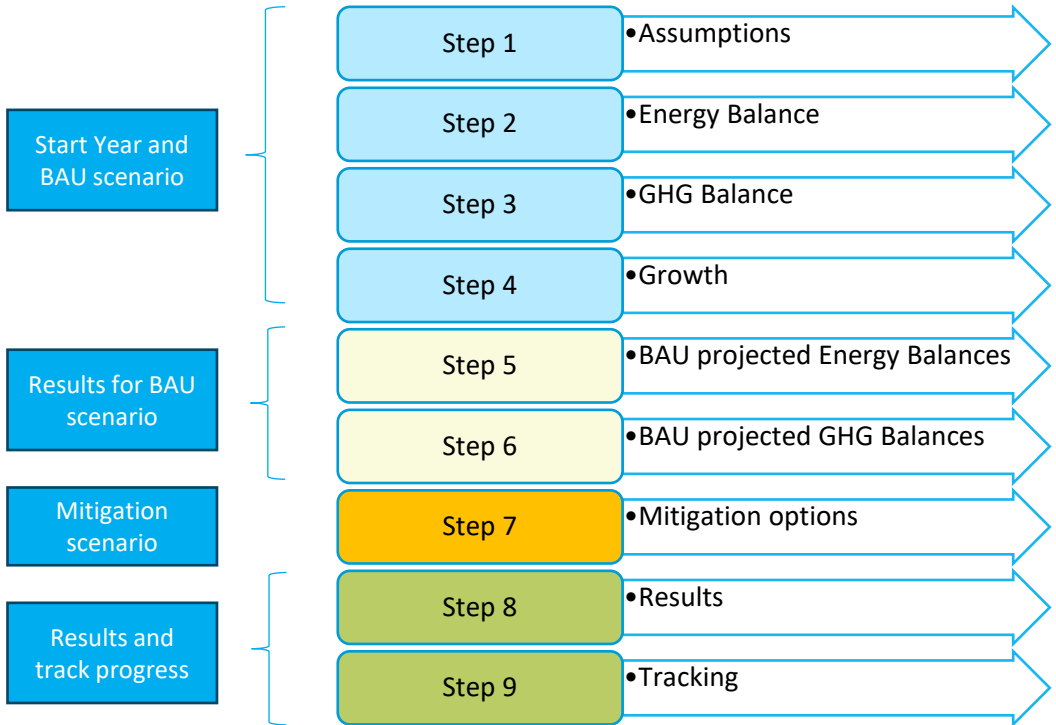 Start Year and
BAU scenario
Step 1
•Assumptions
Step 2
•Energy Balance
Step 3
•GHG Balance
Step 4
•Growth
Results for BAU
scenario
Step 5
•BAU projected Energy Balances
Step 6
•BAU projected GHG Balances
Mitigation
scenario
Step 7
•Mitigation options
Results and
track progress
Step 8
•Results
Step 9
•Tracking